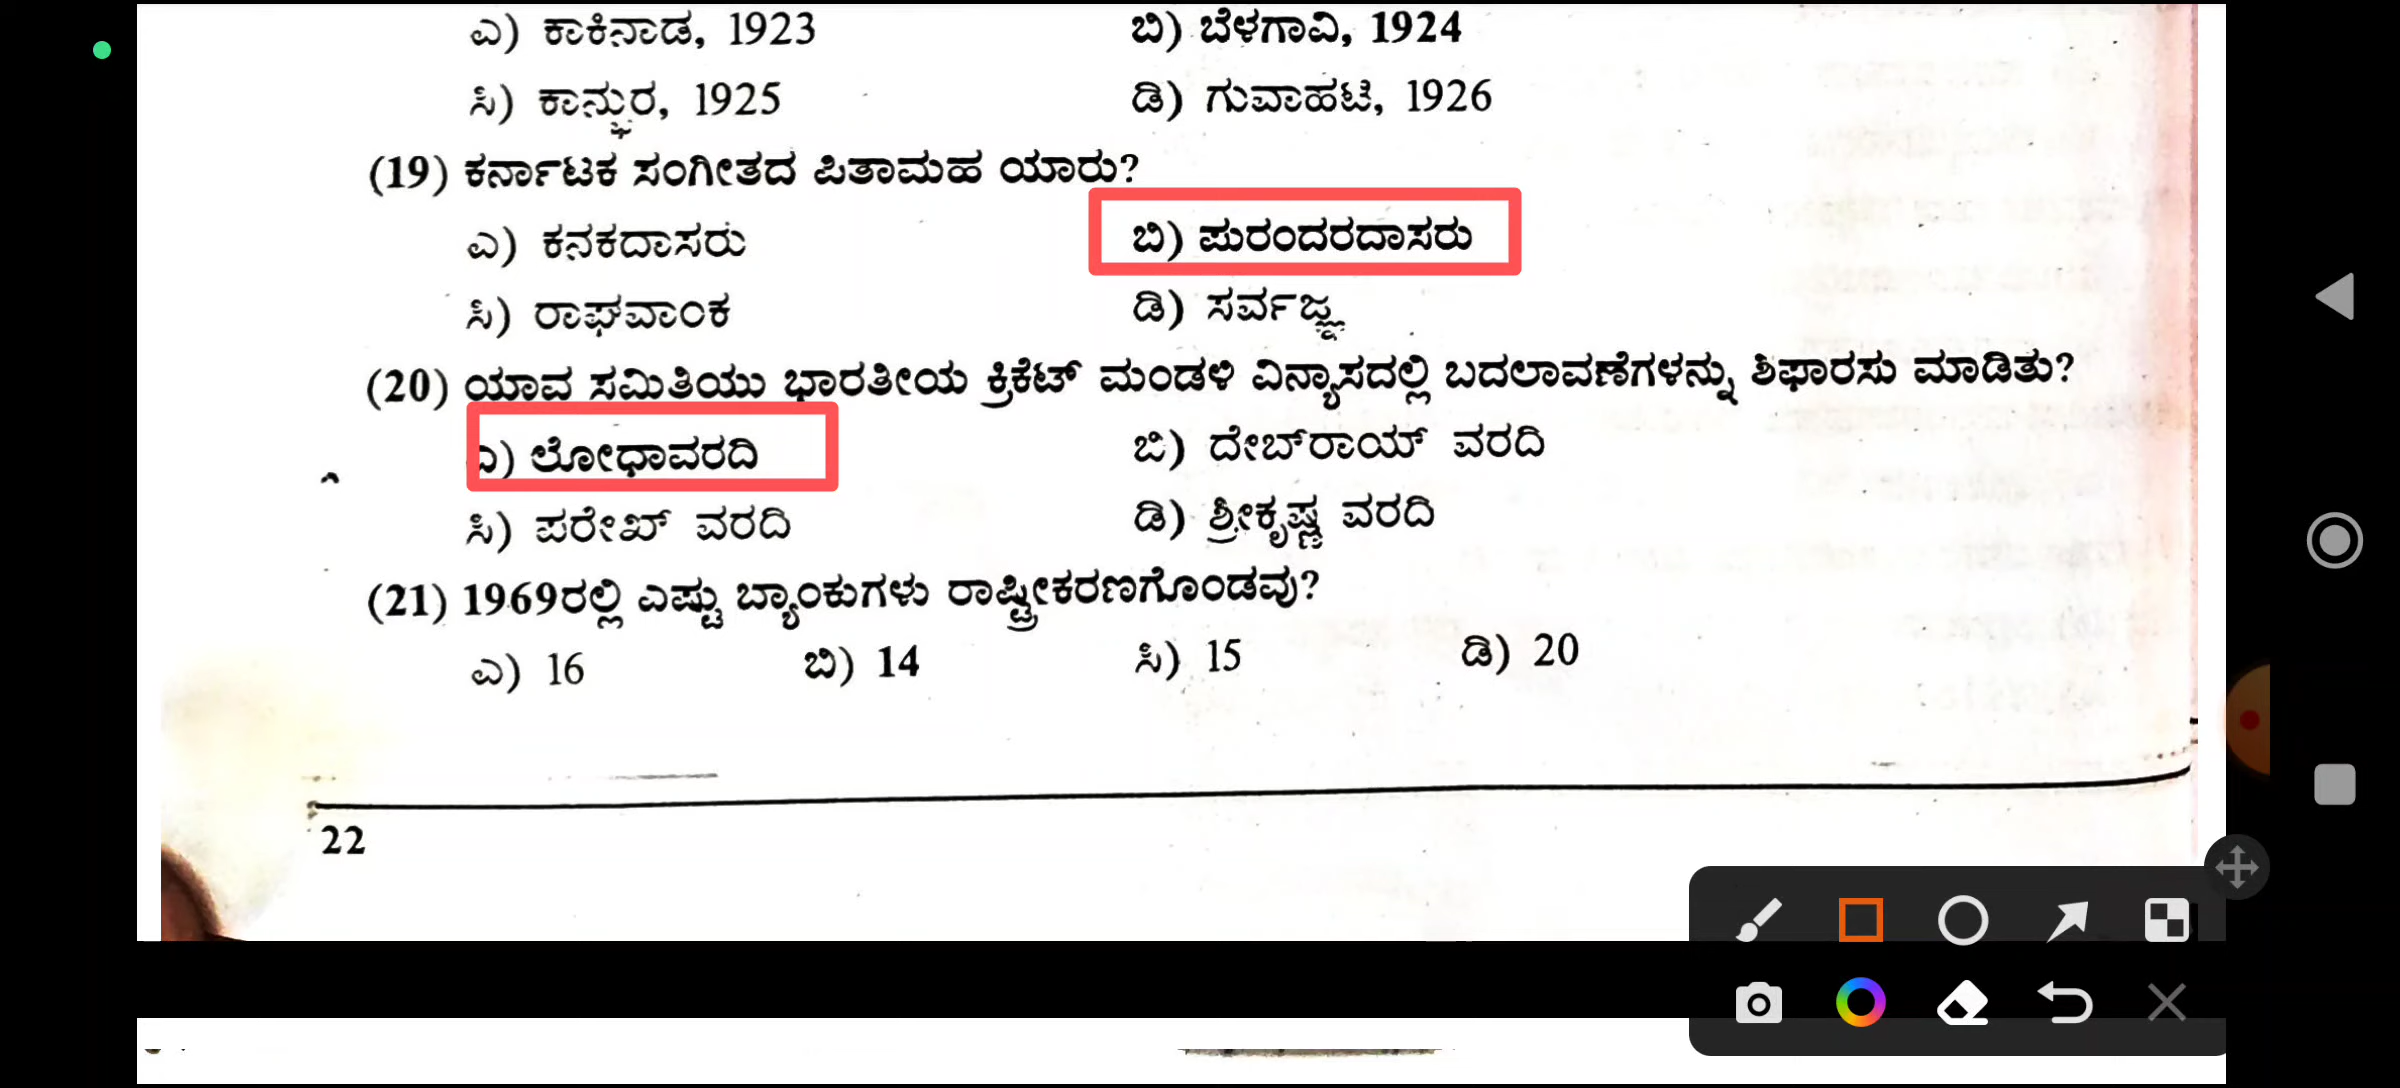 ಎ) ಕಾಕಿನಾಡ, 1923 ಬಿ) ಬೆಳಗಾವಿ, 1924
ಸಿ) ಕಾನ್ಪುರ, 1925 ಡಿ) ಗುವಾಹಟಿ, 1926
(19) ಕರ್ನಾಟಕ ಸಂಗೀತದ ಪಿತಾಮಹ ಯಾರು?
ಎ) ಕನಕದಾಸರು ಬಿ) ಪುರಂದರದಾಸರು
ಸಿ) ರಾಘವಾಂಕ ಡಿ) ಸರ್ವಜ್ಞ
(20) ಯಾವ ಸಮಿತಿಯು ಭಾರತೀಯ ಕ್ರಿಕೆಟ್ ಮಂಡಳಿ ವಿನ್ಯಾಸದಲ್ಲಿ ಬದಲಾವಣೆಗಳನ್ನು ಶಿಫಾರಸು ಮಾಡಿತು?
ಎ) ಲೋಧಾವರದಿ ಬಿ) ದೇಬ್‌ರಾಯ್ ವರದಿ
ಸಿ) ಪರೇಖ್ ವರದಿ ಡಿ) ಶ್ರೀಕೃಷ್ಣ ವರದಿ
(21) 1969ರಲ್ಲಿ ಎಷ್ಟು ಬ್ಯಾಂಕುಗಳು ರಾಷ್ಟ್ರೀಕರಣಗೊಂಡವು?
ಎ) 16 ಬಿ) 14 ಸಿ) 15 ಡಿ) 20
22